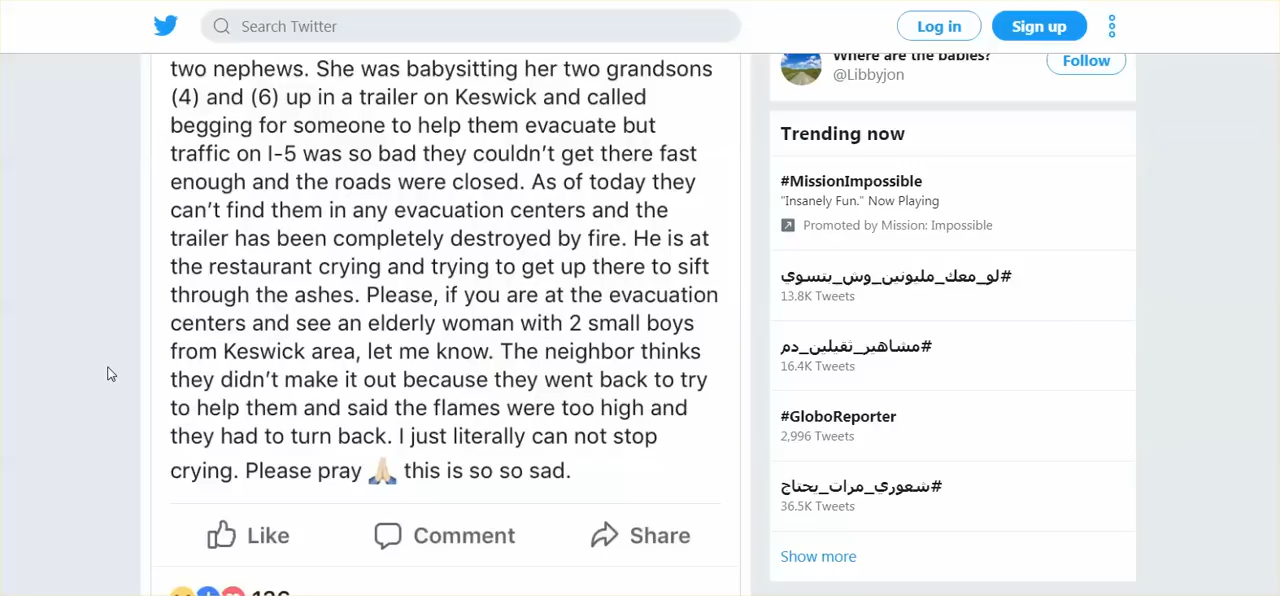 Search Twitter
Log in
Sign up
two nephews. She was babysitting her two grandsons
(4) and (6) up in a trailer on Keswick and called
begging for someone to help them evacuate but
traffic on I-5 was so bad they couldn't get there fast
enough and the roads were closed. As of today they
can't find them in any evacuation centers and the
trailer has been completely destroyed by fire. He is at
the restaurant crying and trying to get up there to sift
through the ashes. Please, if you are at the evacuation
centers and see an elderly woman with 2 small boys
from Keswick area, let me know. The neighbor thinks
they didn't make it out because they went back to try
to help them and said the flames were too high and
they had to turn back. I just literally can not stop
crying. Please pray 🙏🏻 this is so so sad.
Like
Comment
Share
136
Where are the babies?
@Libbyjon
Follow
Trending now
#MissionImpossible
"Insanely Fun." Now Playing
Promoted by Mission: Impossible
#لو_معك_مليونين_وش_بتسوي
13.8K Tweets
#مشاهير_ثقيلين_دم
16.4K Tweets
#GloboReporter
2,996 Tweets
#شعوري_مرات_يحتاج
36.5K Tweets
Show more